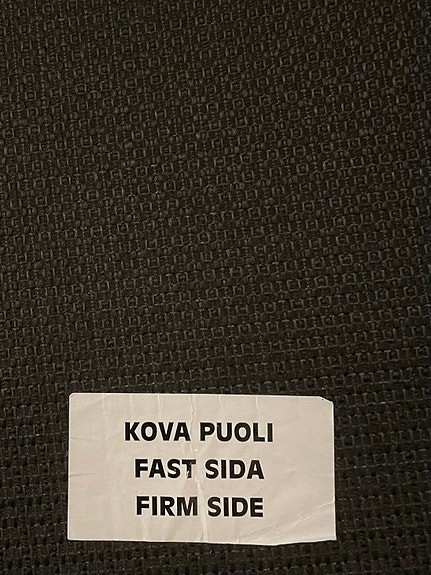 KOVA PUOLI
FAST SIDA
FIRM SIDE